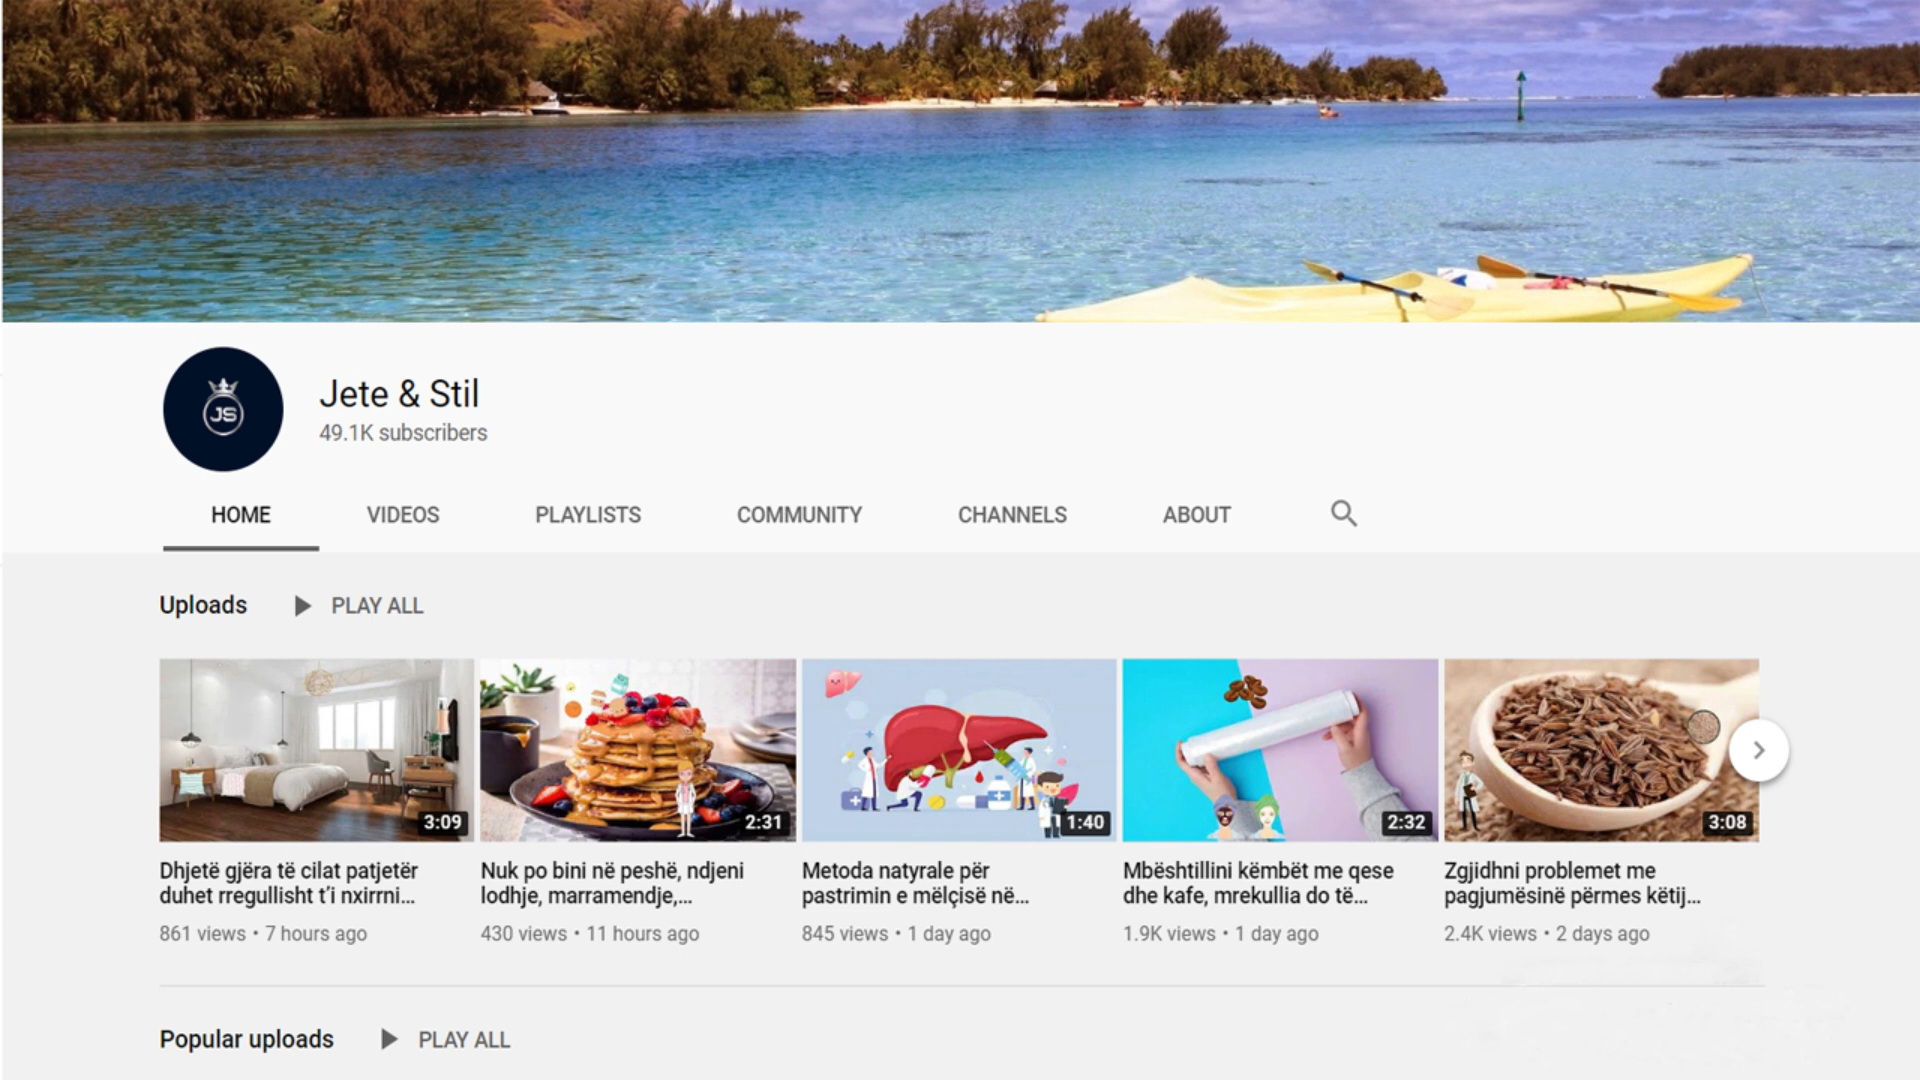 JS
Jete & Stil
49.1K subscribers
HOME VIDEOS PLAYLISTS COMMUNITY CHANNELS ABOUT
Uploads PLAY ALL
3:09 2:31 1:40 2:32 3:08
Dhjetë gjëra të cilat patjetër
duhet rregullisht t’i nxirrni...
861 views • 7 hours ago
Nuk po bini në peshë, ndjeni
lodhje, marramendje,...
430 views • 11 hours ago
Metoda natyrale për
pastrimin e mëlçisë në...
845 views • 1 day ago
Mbështillini këmbët me qese
dhe kafe, mrekullia do të...
1.9K views • 1 day ago
Zgjidhni problemet me
pagjumësinë përmes këtij...
2.4K views • 2 days ago
Popular uploads PLAY ALL